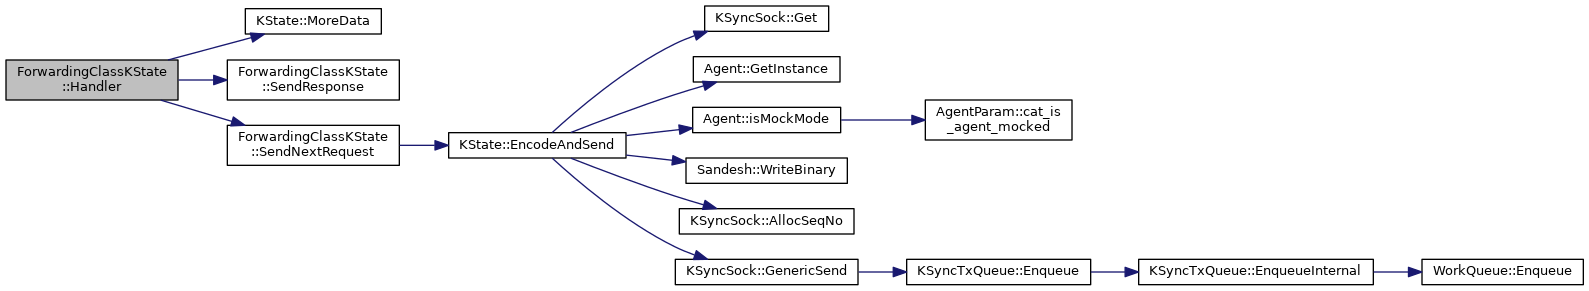 ForwardingClassKState
::Handler
KState::MoreData
ForwardingClassKState
::SendResponse
ForwardingClassKState
::SendNextRequest
KState::EncodeAndSend
KSyncSock::Get
Agent::GetInstance
Agent::isMockMode
AgentParam::cat_is
_agent_mocked
Sandesh::WriteBinary
KSyncSock::AllocSeqNo
KSyncSock::GenericSend
KSyncTxQueue::Enqueue
KSyncTxQueue::EnqueueInternal
WorkQueue::Enqueue